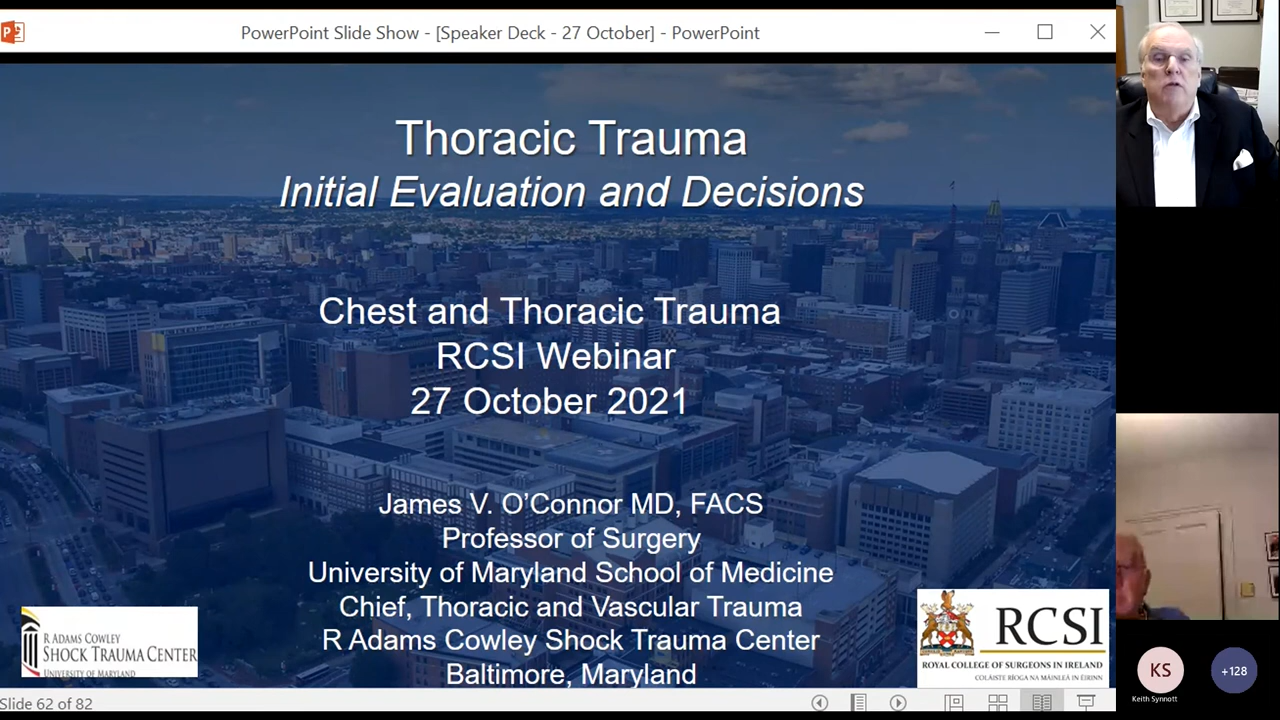 PowerPoint Slide Show - [Speaker Deck - 27 October] - PowerPoint
Thoracic Trauma
Initial Evaluation and Decisions
Chest and Thoracic Trauma
RCSI Webinar
27 October 2021
James V. O’Connor MD, FACS
Professor of Surgery
University of Maryland School of Medicine
Chief, Thoracic and Vascular Trauma
R Adams Cowley Shock Trauma Center
Baltimore, Maryland
R ADAMS COWLEY
SHOCK TRAUMA CENTER
UNIVERSITY OF MARYLAND
RCSI
ROYAL COLLEGE OF SURGEONS IN IRELAND
COLÁISTE RÍOGA NA MÁINLEÁ IN ÉIRINN
Slide 62 of 82
KS
Keith Synnott
+128